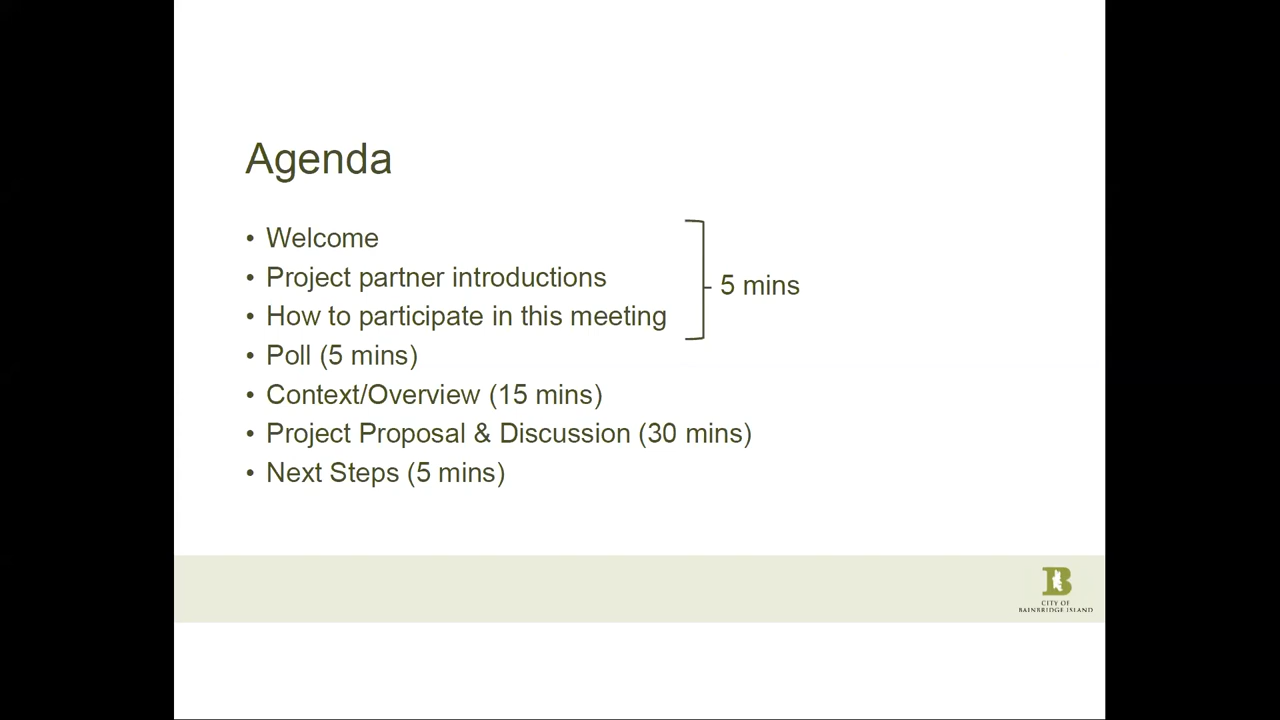 Agenda
• Welcome
• Project partner introductions
• How to participate in this meeting
5 mins
• Poll (5 mins)
• Context/Overview (15 mins)
• Project Proposal & Discussion (30 mins)
• Next Steps (5 mins)
B
CITY OF
BAINBRIDGE ISLAND